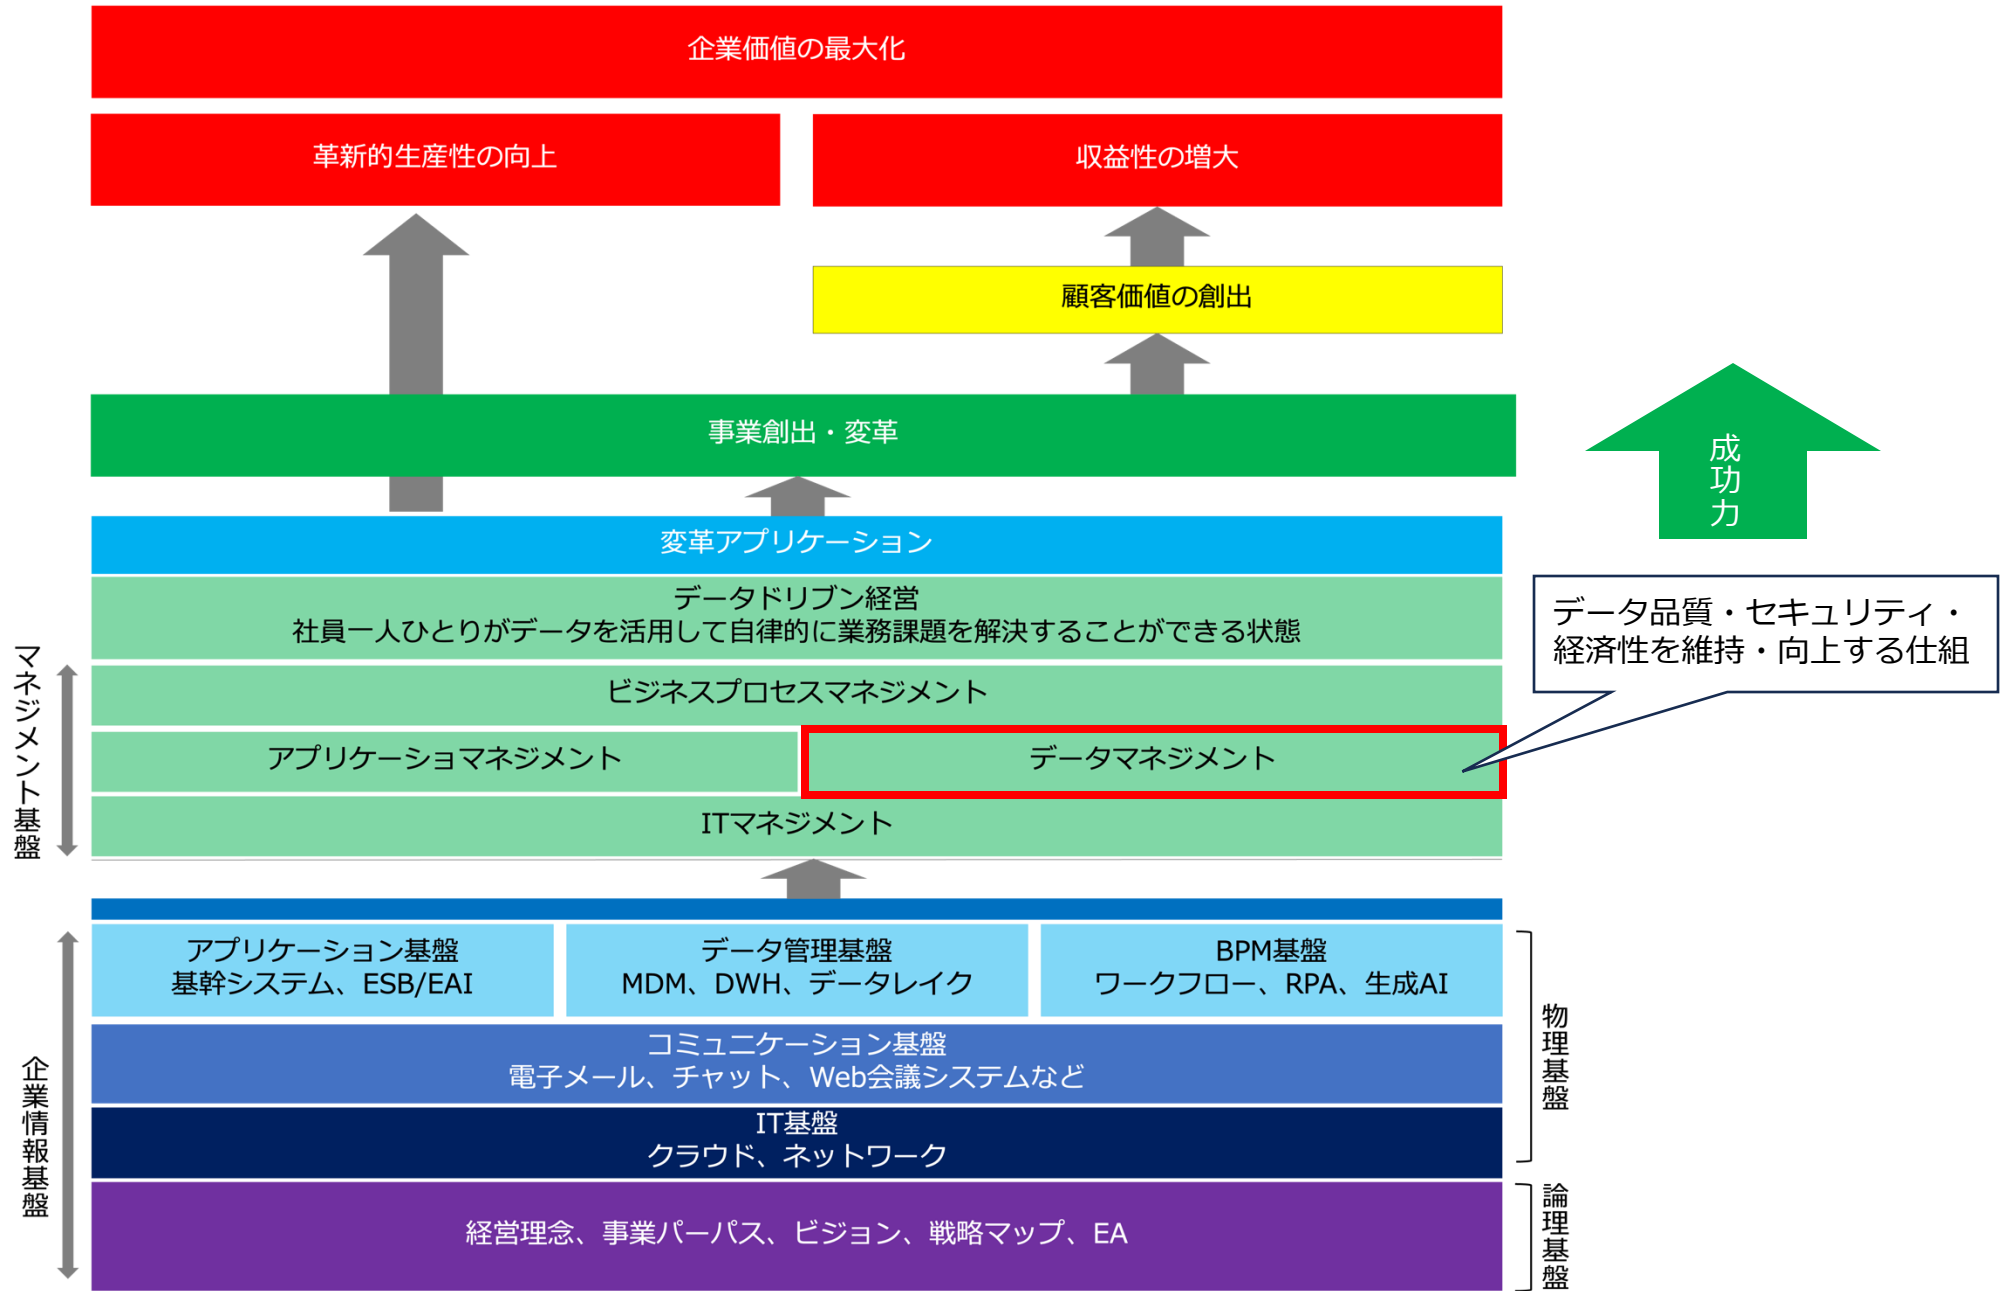 企業価値の最大化
革新的生産性の向上
収益性の増大
顧客価値の創出
事業創出・変革
成功力
変革アプリケーション
データドリブン経営
社員一人ひとりがデータを活用して自律的に業務課題を解決することができる状態
データ品質・セキュリティ・
経済性を維持・向上する仕組
マネジメント基盤
ビジネスプロセスマネジメント
アプリケーショマネジメント
データマネジメント
ITマネジメント
企業情報基盤
アプリケーション基盤
基幹システム、ESB/EAI
データ管理基盤
MDM、DWH、データレイク
BPM基盤
ワークフロー、RPA、生成AI
物理基盤
コミュニケーション基盤
電子メール、チャット、Web会議システムなど
IT基盤
クラウド、ネットワーク
経営理念、事業パーパス、ビジョン、戦略マップ、EA
論理基盤